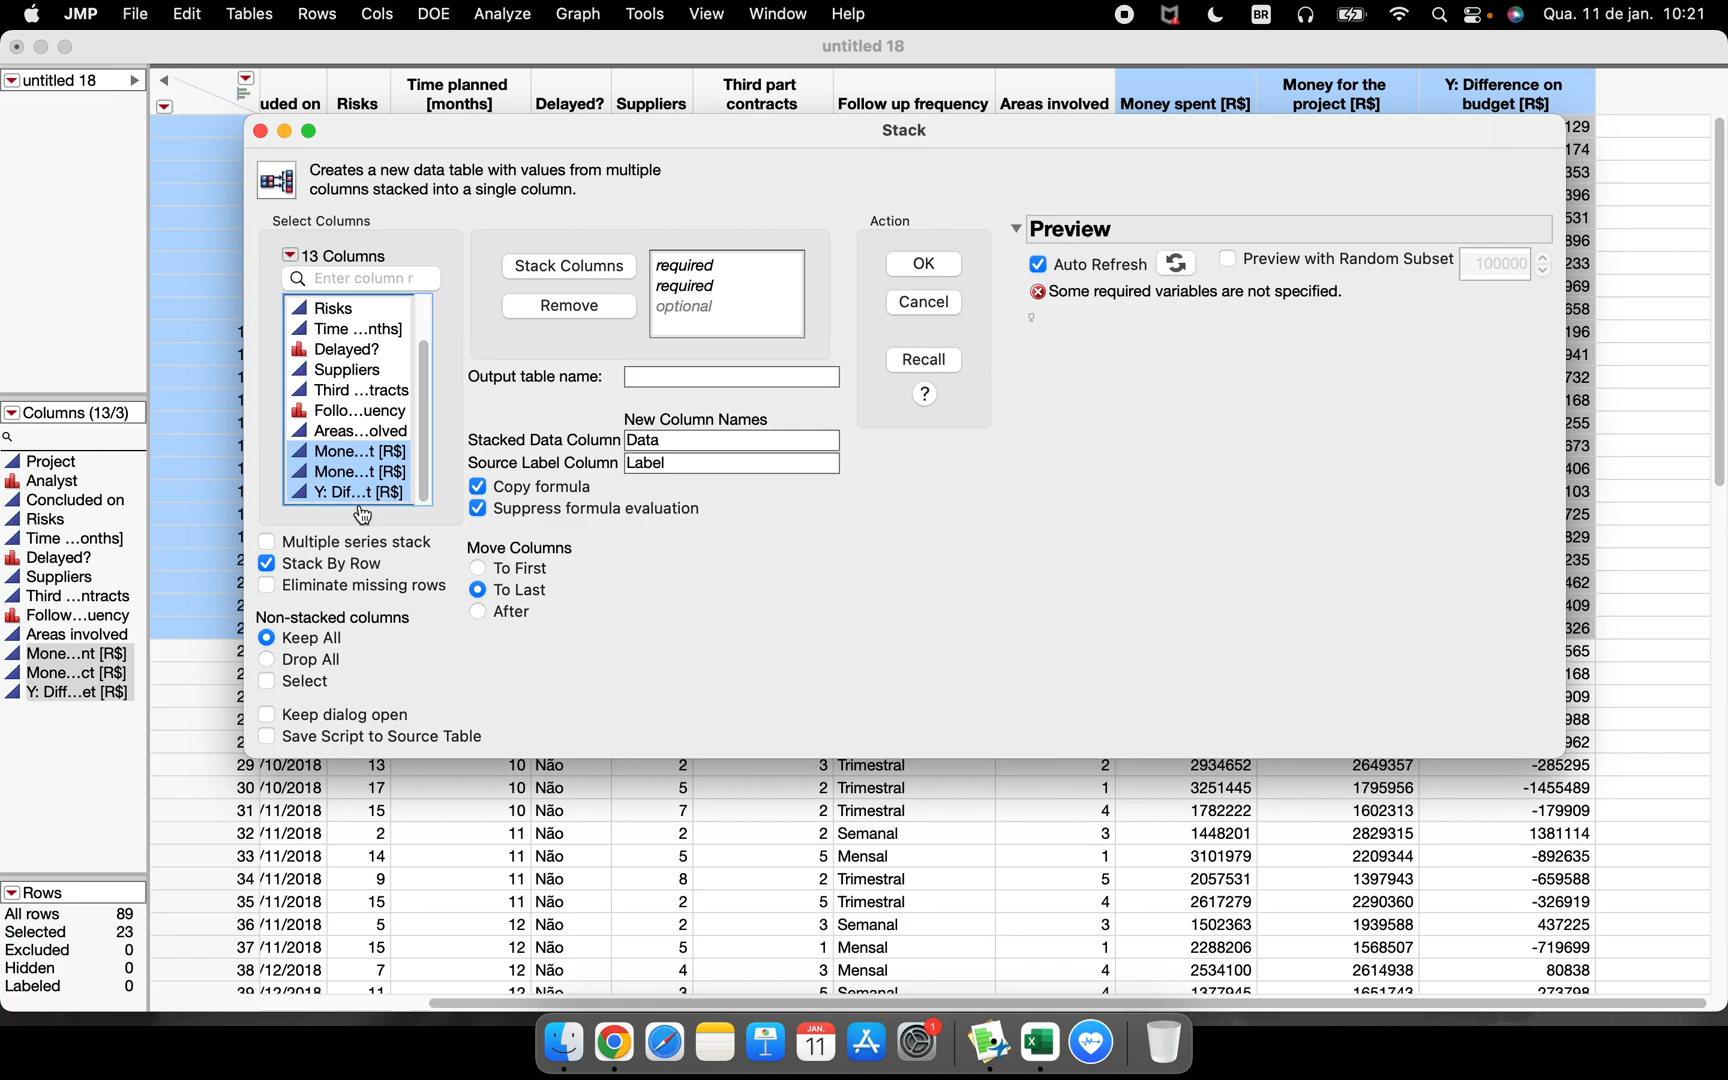 JMP File Edit Tables Rows Cols DOE Analyze Graph Tools View Window Help BR Qua. 11 de jan. 10:21
untitled 18
untitled 18
Time planned Third part Money for the Y: Difference on
uded on Risks [months] Delayed? Suppliers contracts Follow up frequency Areas involved Money spent [R$] project [R$] budget [R$]
Stack
Creates a new data table with values from multiple
columns stacked into a single column.
Select Columns
13 Columns
Enter column r
Risks
Time ...nths]
Delayed?
Suppliers
Third ...tracts
Follo...uency
Areas...olved
Mone...t [R$]
Mone...t [R$]
Y: Dif...t [R$]
Multiple series stack
Stack By Row
Eliminate missing rows
Non-stacked columns
Keep All
Drop All
Select
Keep dialog open
Save Script to Source Table
Stack Columns
Remove
required
required
optional
Output table name:
New Column Names
Stacked Data Column Data
Source Label Column Label
Copy formula
Suppress formula evaluation
Move Columns
To First
To Last
After
Action
OK
Cancel
Recall
?
Preview
Auto Refresh Preview with Random Subset 100000
Some required variables are not specified.
129
174
353
396
531
896
233
969
658
196
941
732
168
255
673
406
103
725
829
235
462
409
326
565
168
909
988
962
Columns (13/3)
Project
Analyst
Concluded on
Risks
Time ...onths]
Delayed?
Suppliers
Third ...ntracts
Follow...uency
Areas involved
Mone...nt [R$]
Mone...ct [R$]
Y: Diff...et [R$]
Rows
All rows 89
Selected 23
Excluded 0
Hidden 0
Labeled 0
29 /10/2018 13 10 Não 2 3 Trimestral 2 2934652 2649357 -285295
30 /10/2018 17 10 Não 5 2 Trimestral 1 3251445 1795956 -1455489
31 /11/2018 15 10 Não 7 2 Trimestral 4 1782222 1602313 -179909
32 /11/2018 2 11 Não 2 2 Semanal 3 1448201 2829315 1381114
33 /11/2018 14 11 Não 5 5 Mensal 1 3101979 2209344 -892635
34 /11/2018 9 11 Não 8 2 Trimestral 5 2057531 1397943 -659588
35 /11/2018 15 11 Não 2 5 Trimestral 4 2617279 2290360 -326919
36 /11/2018 5 12 Não 2 3 Semanal 3 1502363 1939588 437225
37 /11/2018 15 12 Não 5 1 Mensal 1 2288206 1568507 -719699
38 /12/2018 7 12 Não 4 3 Mensal 4 2534100 2614938 80838
39 /12/2018 11 12 Não 3 5 Semanal 4 1377945 1651743 273798
JAN. 11 1